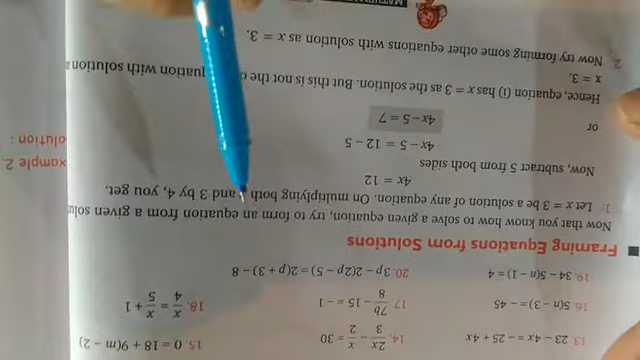 13. 23 – 4x = – 25 + 4x
14. 2x/3 – x/2 = 30
15. 0 = 18 + 9(m – 2)
16. 5(n – 3) = – 45
17. 7b/8 – 15 = – 1
18. x/4 = x/5 + 1
19. 34 – 5(n – 1) = 4
20. 3p – 2(2p – 5) = 2(p + 3) – 8
Framing Equations from Solutions
Now that you know how to solve a given equation, try to form an equation from a given
1. Let x = 3 be a solution of any equation. On multiplying both and 3 by 4, you get.
4x = 12
Now, subtract 5 from both sides
4x – 5 = 12 – 5
or
4x – 5 = 7
Hence, equation (i) has x = 3 as the solution. But this is not the equation with solution
x = 3.
2. Now try forming some other equations with solution as x = 3.
xample 2.
olution :